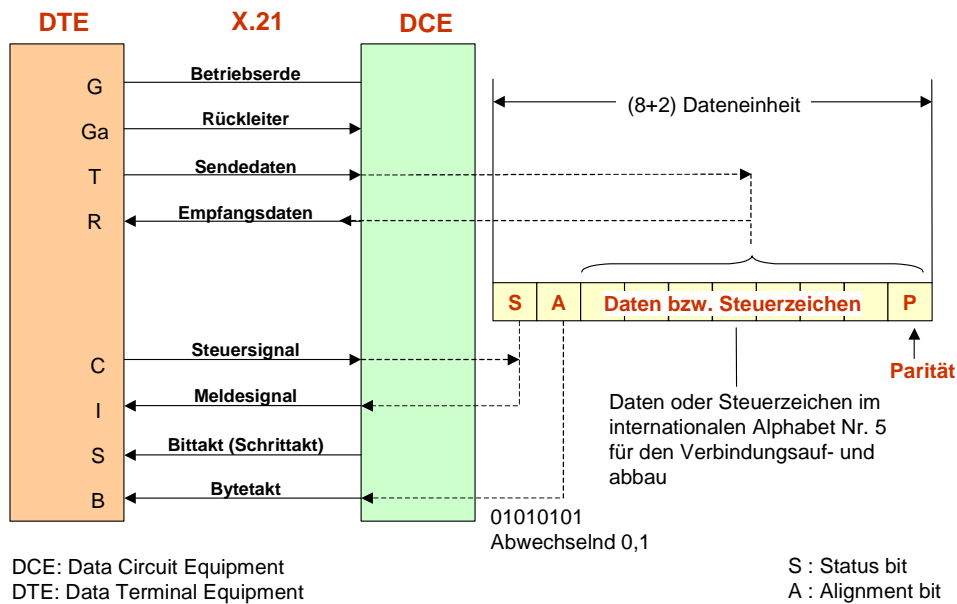 DTE X.21 DCE
G Betriebserde
Ga Rückleiter
T Sendedaten
R Empfangsdaten
(8+2) Dateneinheit
S A Daten bzw. Steuerzeichen P
C Steuersignal
Parität
I Meldesignal
S Bittakt (Schrittakt)
B Bytetakt
Daten oder Steuerzeichen im
internationalen Alphabet Nr. 5
für den Verbindungsauf- und
abbau
01010101
Abwechselnd 0,1
DCE: Data Circuit Equipment
DTE: Data Terminal Equipment
S : Status bit
A : Alignment bit